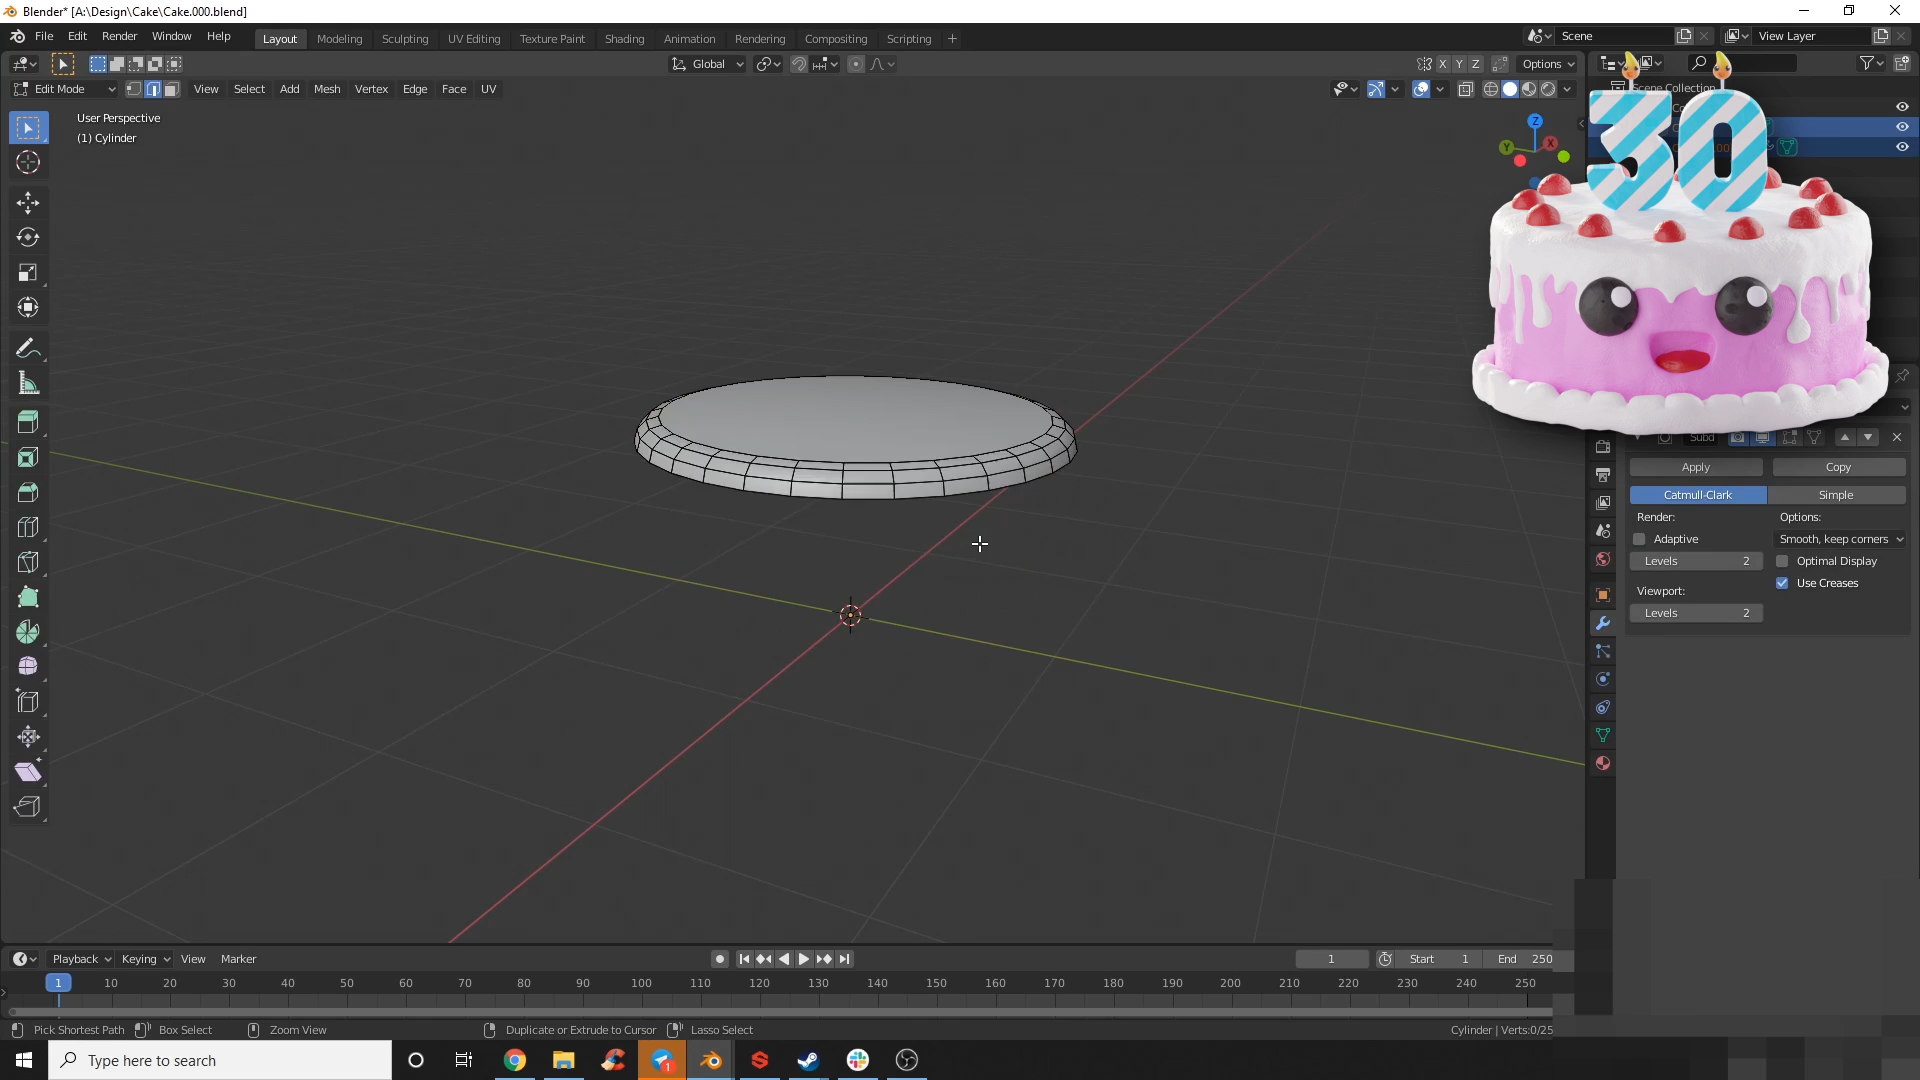 Blender* [A:\Design\Cake\Cake.000.blend]
File Edit Render Window Help
Layout Modeling Sculpting UV Editing Texture Paint Shading Animation Rendering Compositing Scripting +
Scene
View Layer
Global
X Y Z
Options
Edit Mode
View Select Add Mesh Vertex Edge Face UV
User Perspective
(1) Cylinder
Z
X
Y
Scene Collection
30
Subd
Apply
Copy
Catmull-Clark
Simple
Render:
Options:
Adaptive
Smooth, keep corners
Levels 2
Optimal Display
Use Creases
Viewport:
Levels 2
Playback Keying View Marker
1
Start 1
End 250
1 10 20 30 40 50 60 70 80 90 100 110 120 130 140 150 160 170 180 190 200 210 220 230 240 250
Pick Shortest Path
Box Select
Zoom View
Duplicate or Extrude to Cursor
Lasso Select
Cylinder | Verts:0/25
Type here to search
1